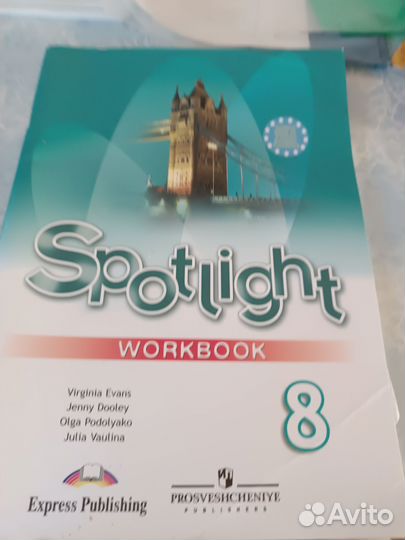 Spotlight
WORKBOOK
Virginia Evans
Jenny Dooley
Olga Podolyako
Julia Vaulina
8
Express Publishing
PROSVESHCHENIYE
PUBLISHERS
Avito